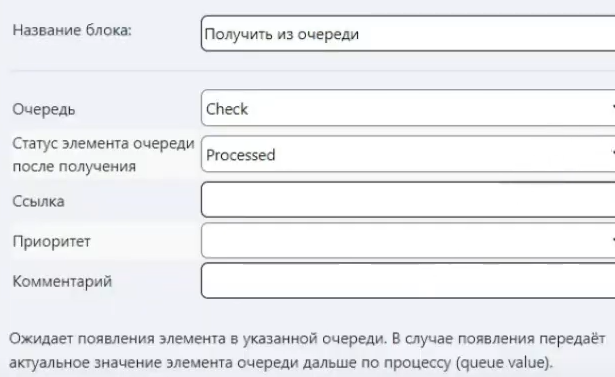 Название блока:
Получить из очереди
Очередь
Check
Статус элемента очереди
после получения
Processed
Ссылка
Приоритет
Комментарий
Ожидает появления элемента в указанной очереди. В случае появления передаёт
актуальное значение элемента очереди дальше по процессу (queue value).